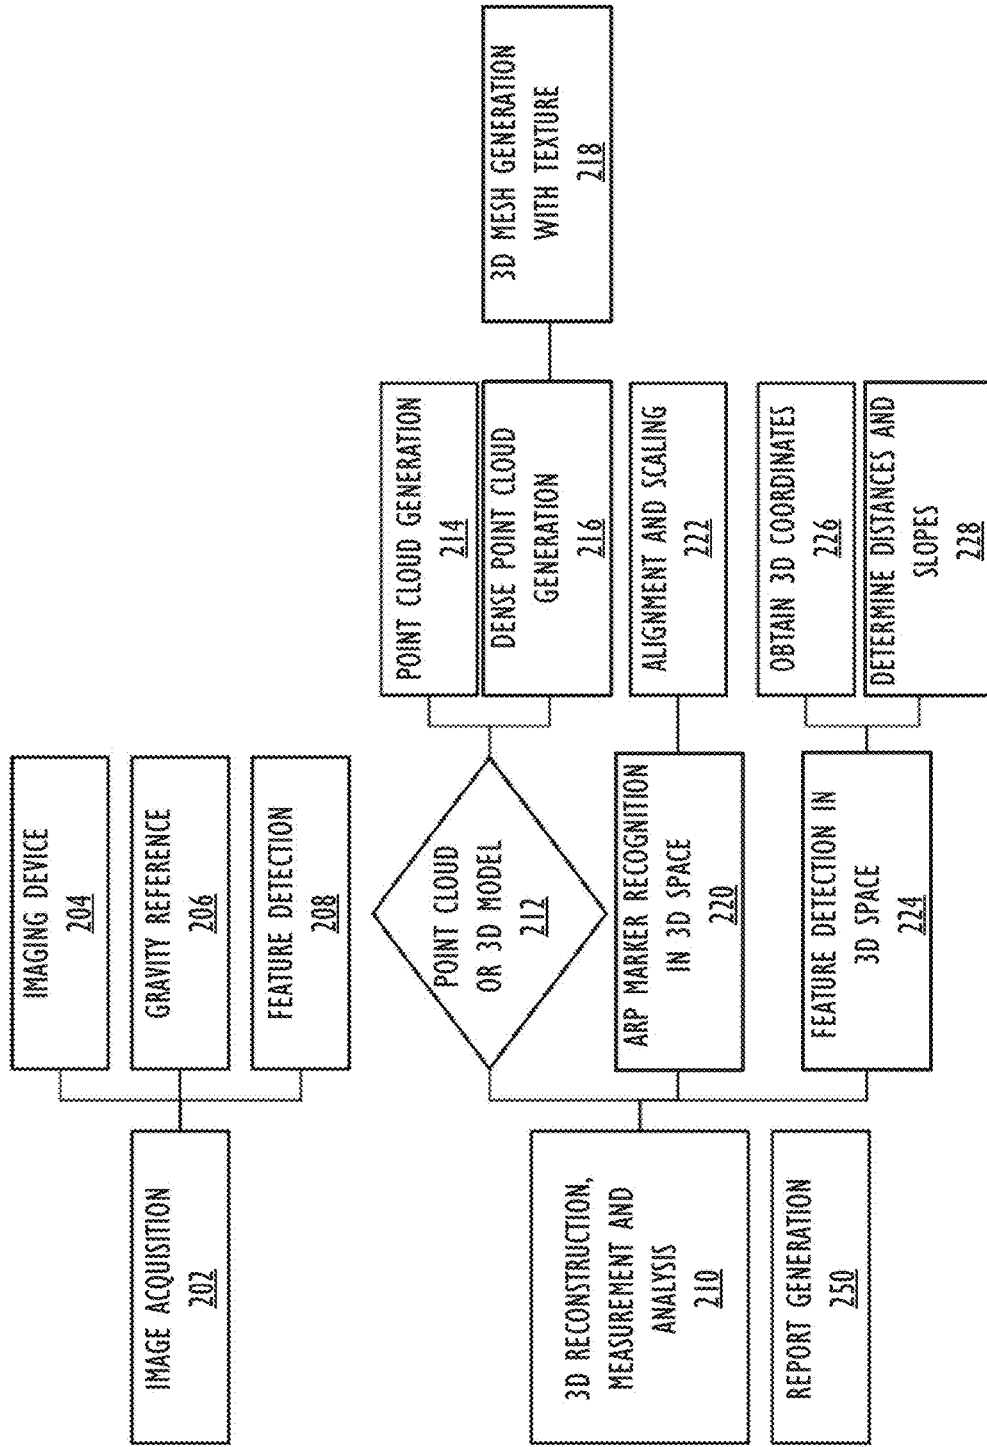 IMAGE ACQUISITION
202
IMAGING DEVICE
204
GRAVITY REFERENCE
206
FEATURE DETECTION
208
3D RECONSTRUCTION,
MEASUREMENT AND
ANALYSIS
210
POINT CLOUD
OR 3D MODEL
212
POINT CLOUD GENERATION
214
DENSE POINT CLOUD
GENERATION
216
3D MESH GENERATION
WITH TEXTURE
218
ARP MARKER RECOGNITION
IN 3D SPACE
220
ALIGNMENT AND SCALING
222
FEATURE DETECTION IN
3D SPACE
224
OBTAIN 3D COORDINATES
226
DETERMINE DISTANCES AND
SLOPES
228
REPORT GENERATION
250